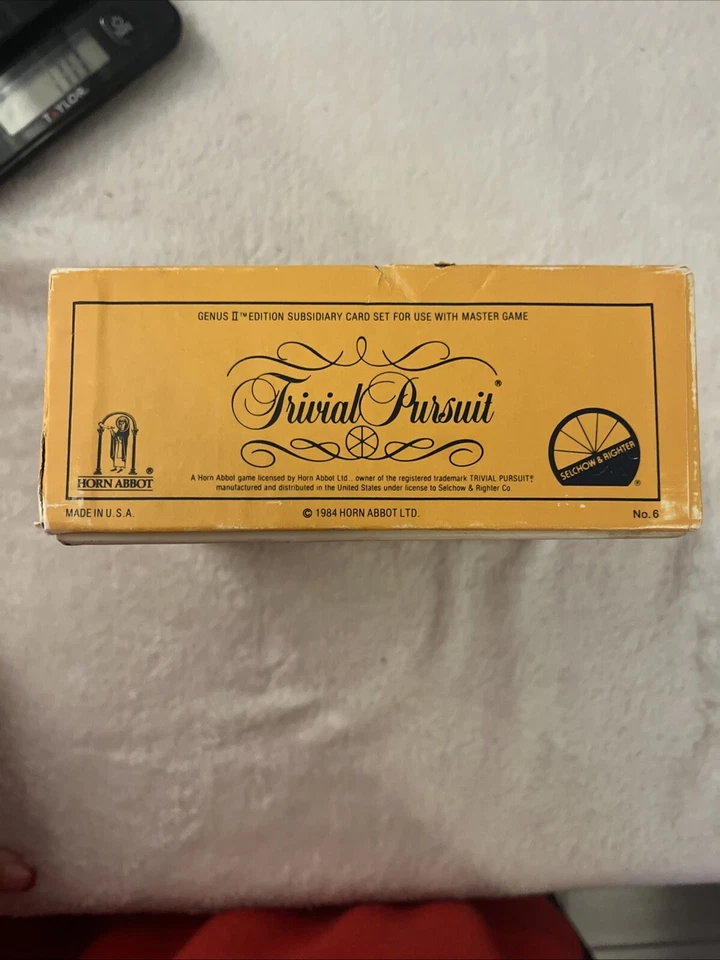 TAYLOR
GENUS II™ EDITION SUBSIDIARY CARD SET FOR USE WITH MASTER GAME
Trivial Pursuit®
HORN ABBOT ®
SELCHOW & RIGHTER ®
A Horn Abbot game licensed by Horn Abbot Ltd., owner of the registered trademark TRIVIAL PURSUIT®
manufactured and distributed in the United States under license to Selchow & Righter Co.
MADE IN U.S.A.
© 1984 HORN ABBOT LTD.
No. 6